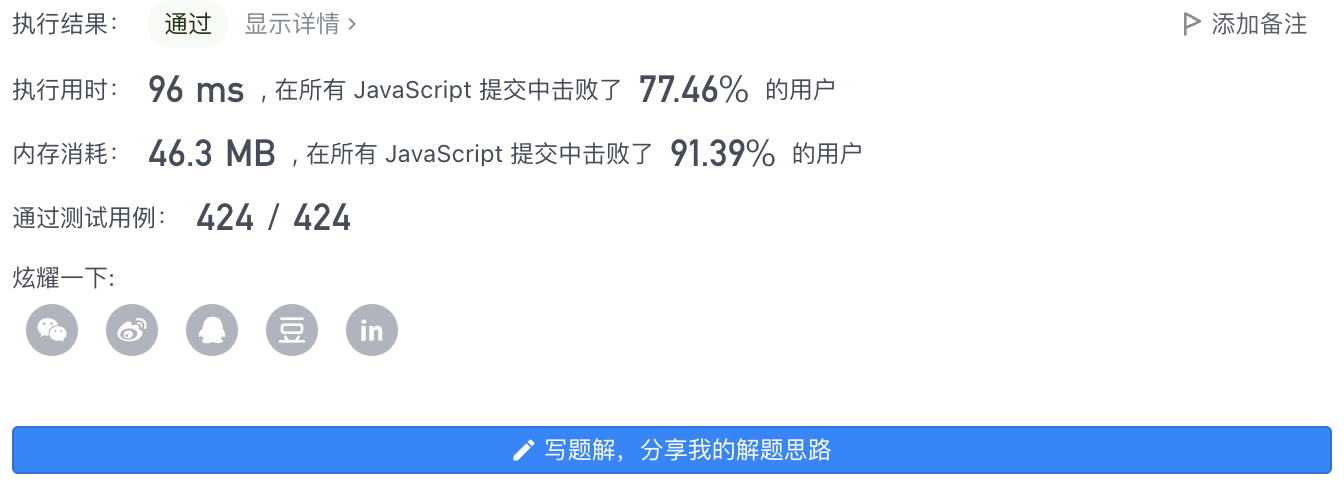 执行结果： 通过 显示详情 > 添加备注
执行用时： 96 ms , 在所有 JavaScript 提交中击败了 77.46% 的用户
内存消耗： 46.3 MB , 在所有 JavaScript 提交中击败了 91.39% 的用户
通过测试用例： 424 / 424
炫耀一下:
豆 in
写题解，分享我的解题思路